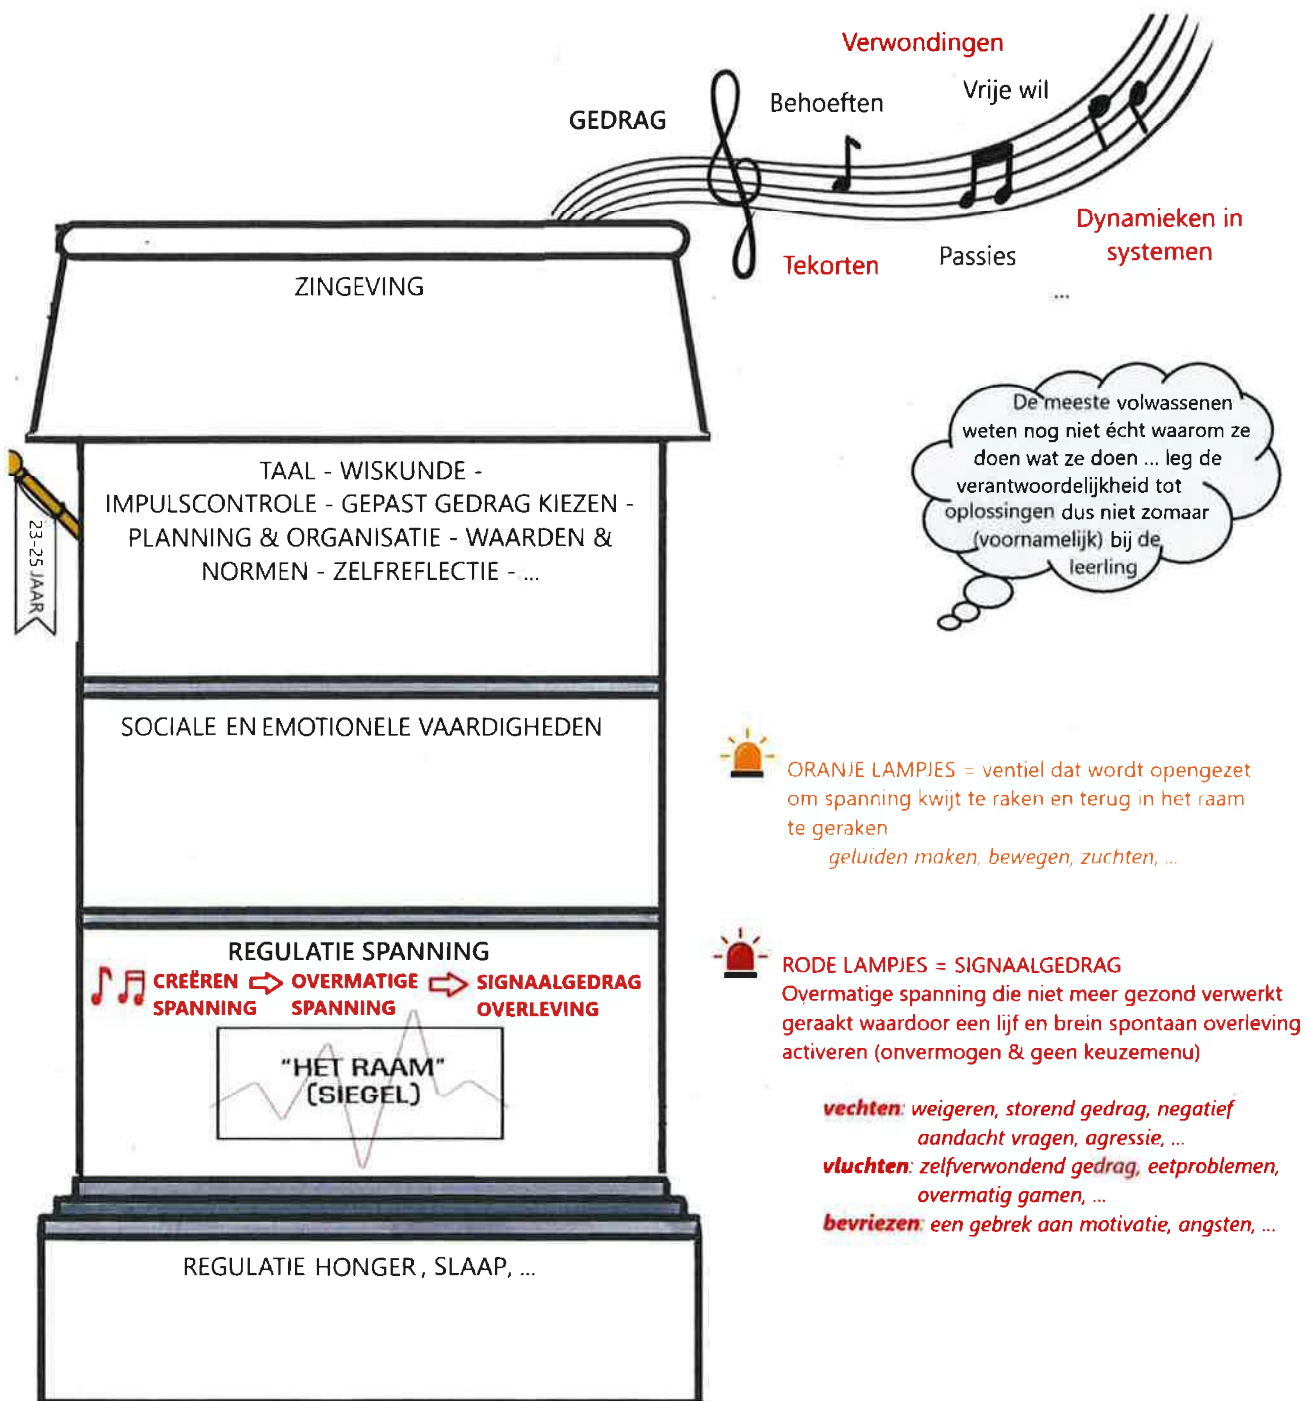 Verwondingen
GEDRAG
Behoeften
Vrije wil
Tekorten
Passies
Dynamieken in
systemen
...
ZINGEVING
De meeste volwassenen
weten nog niet écht waarom ze
doen wat ze doen ... leg de
verantwoordelijkheid tot
oplossingen dus niet zomaar
(voornamelijk) bij de
leerling
23-25 JAAR
TAAL - WISKUNDE -
IMPULSCONTROLE - GEPAST GEDRAG KIEZEN -
PLANNING & ORGANISATIE - WAARDEN &
NORMEN - ZELFREFLECTIE - ...
SOCIALE EN EMOTIONELE VAARDIGHEDEN
ORANJE LAMPJES = ventiel dat wordt opengezet
om spanning kwijt te raken en terug in het raam
te geraken
geluiden maken, bewegen, zuchten, ...
REGULATIE SPANNING
CREËREN SPANNING ⇨ OVERMATIGE SPANNING ⇨ SIGNAALGEDRAG OVERLEVING
"HET RAAM"
(SIEGEL)
RODE LAMPJES = SIGNAALGEDRAG
Overmatige spanning die niet meer gezond verwerkt
geraakt waardoor een lijf en brein spontaan overleving
activeren (onvermogen & geen keuzemenu)
vechten: weigeren, storend gedrag, negatief
aandacht vragen, agressie, ...
vluchten: zelfverwondend gedrag, eetproblemen,
overmatig gamen, ...
bevriezen: een gebrek aan motivatie, angsten, ...
REGULATIE HONGER, SLAAP, ...